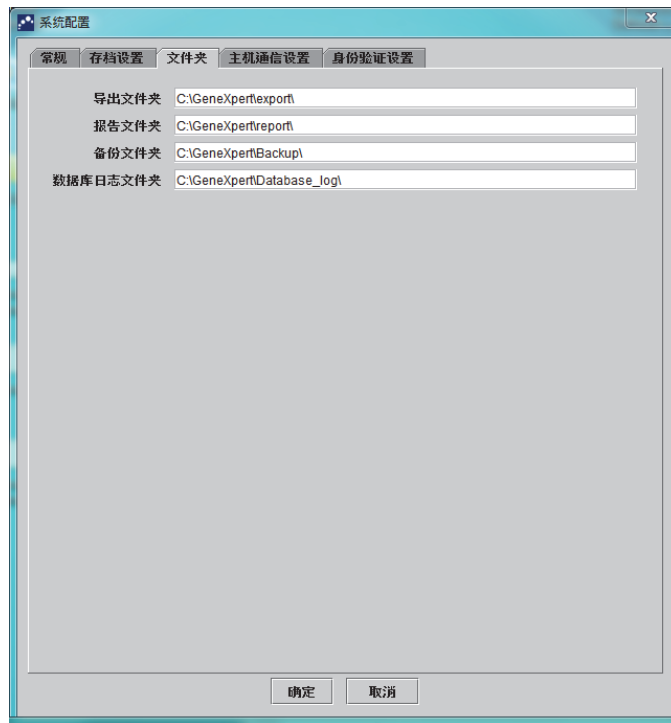 系统配置
常规 存档设置 文件夹 主机通信设置 身份验证设置
导出文件夹 C:\GeneXpert\export\
报告文件夹 C:\GeneXpert\report\
备份文件夹 C:\GeneXpert\Backup\
数据库日志文件夹 C:\GeneXpert\Database_log\
确定 取消